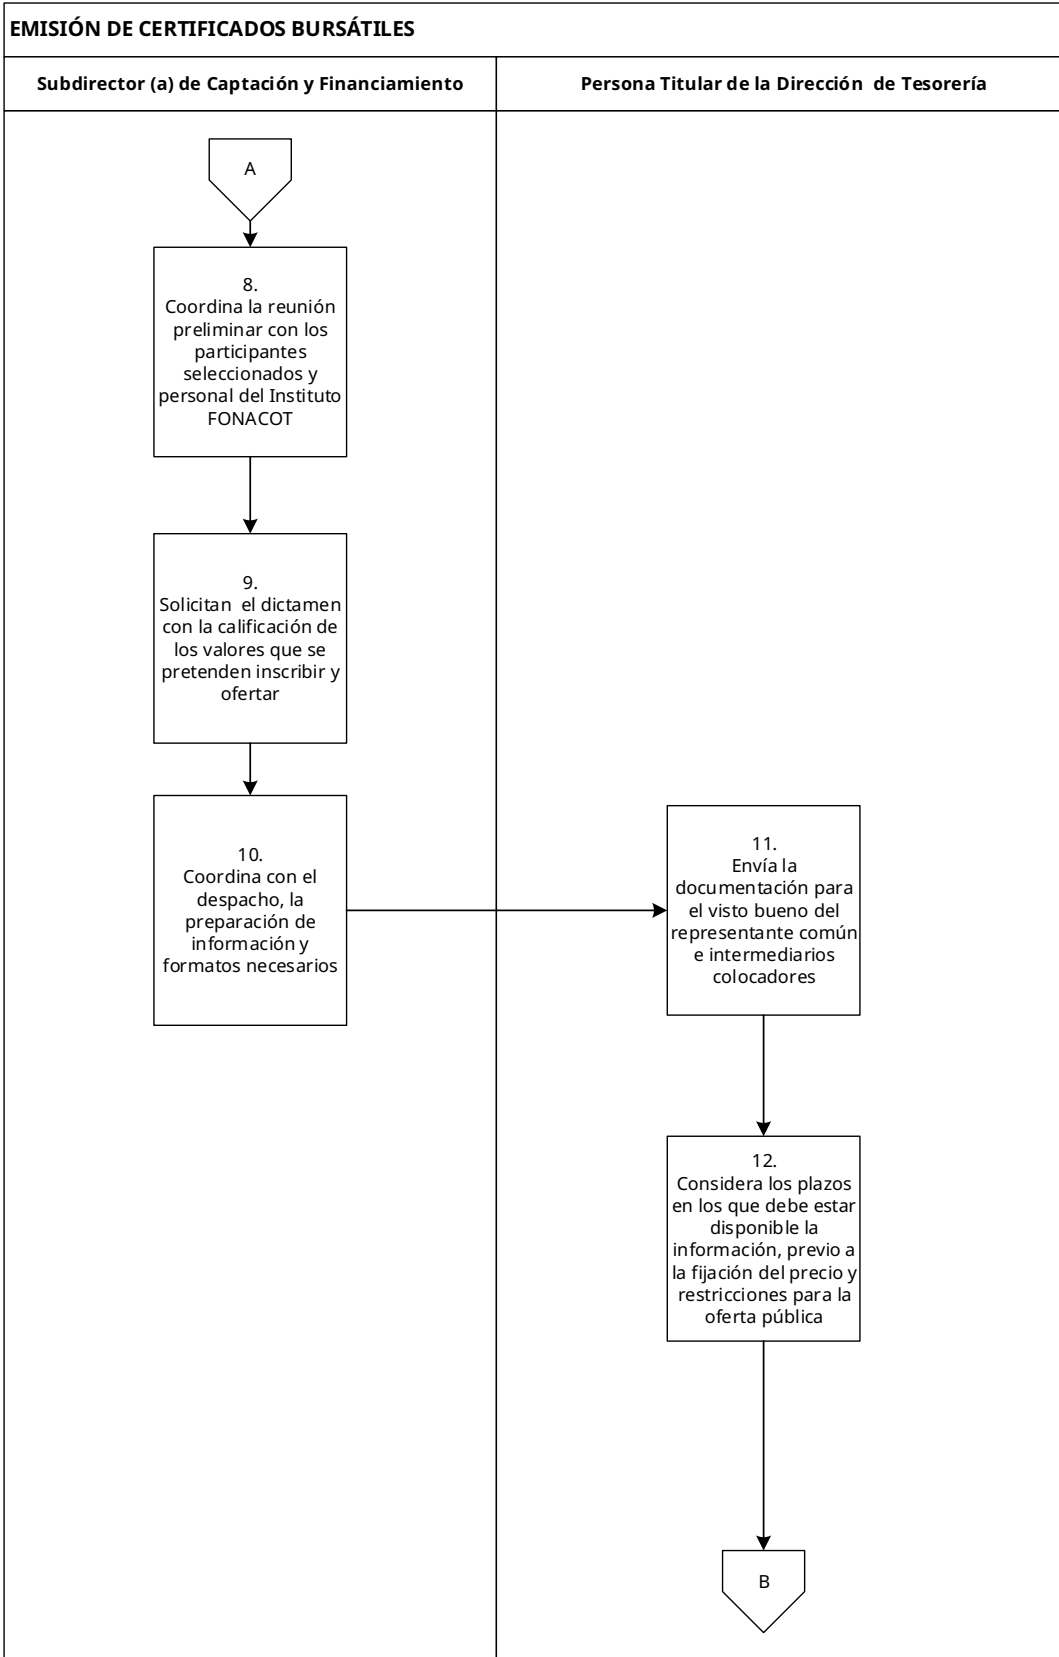 EMISIÓN DE CERTIFICADOS BURSÁTILES
Subdirector (a) de Captación y Financiamiento
Persona Titular de la Dirección de Tesorería
A
8.
Coordina la reunión
preliminar con los
participantes
seleccionados y
personal del Instituto
FONACOT
9.
Solicitan el dictamen
con la calificación de
los valores que se
pretenden inscribir y
ofertar
10.
Coordina con el
despacho, la
preparación de
información y
formatos necesarios
11.
Envía la
documentación para
el visto bueno del
representante común
e intermediarios
colocadores
12.
Considera los plazos
en los que debe estar
disponible la
información, previo a
la fijación del precio y
restricciones para la
oferta pública
B